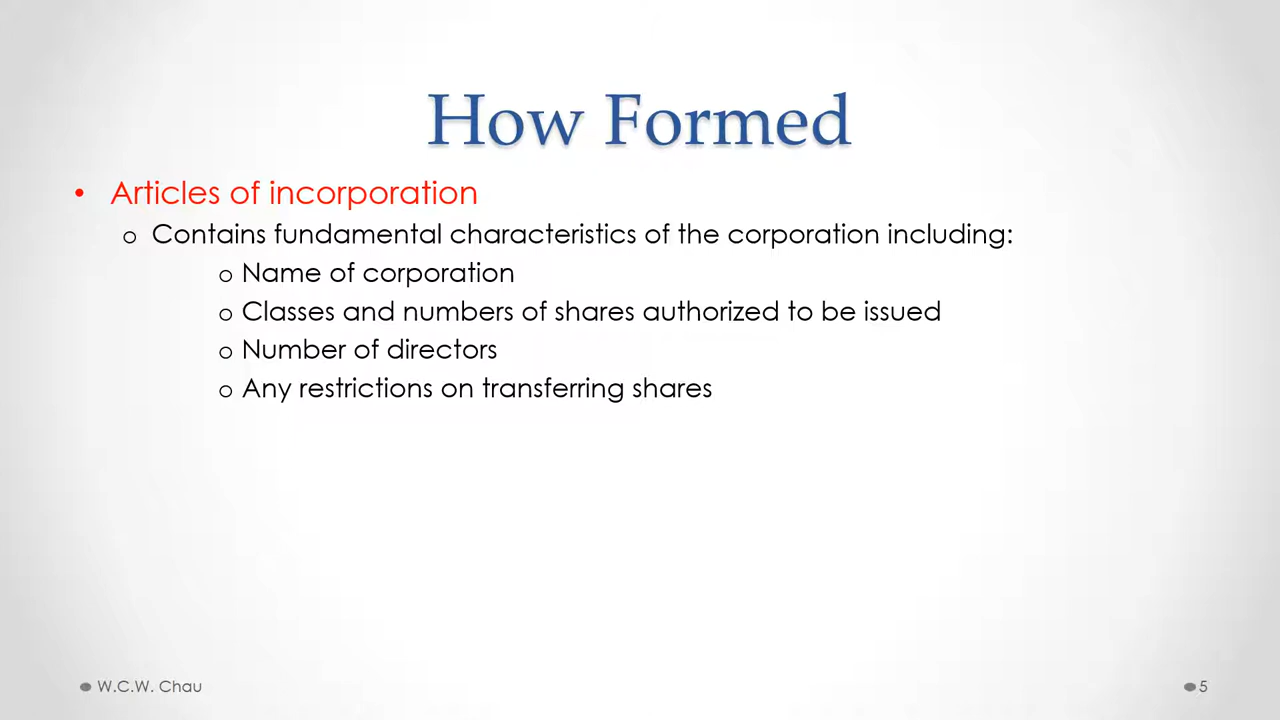 How Formed
• Articles of incorporation
o Contains fundamental characteristics of the corporation including:
o Name of corporation
o Classes and numbers of shares authorized to be issued
o Number of directors
o Any restrictions on transferring shares
W.C.W. Chau
5